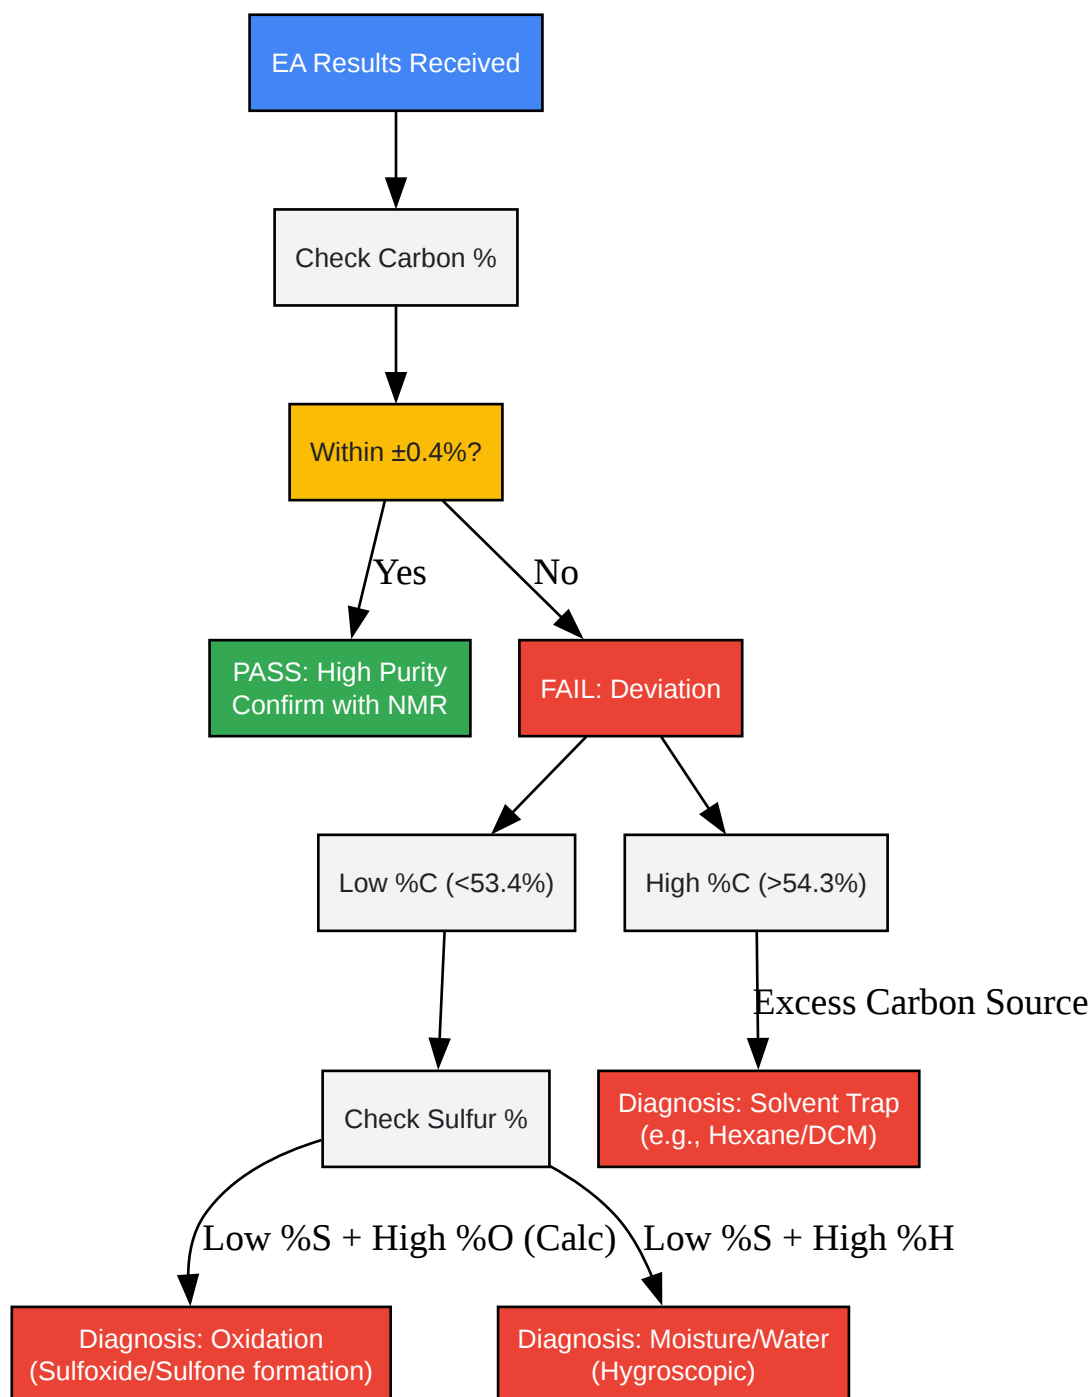 EA Results Received
Check Carbon %
Within ±0.4%?
Yes
No
PASS: High Purity
Confirm with NMR
FAIL: Deviation
Low %C (<53.4%)
High %C (>54.3%)
Excess Carbon Source
Check Sulfur %
Diagnosis: Solvent Trap
(e.g., Hexane/DCM)
Low %S + High %O (Calc)
Low %S + High %H
Diagnosis: Oxidation
(Sulfoxide/Sulfone formation)
Diagnosis: Moisture/Water
(Hygroscopic)